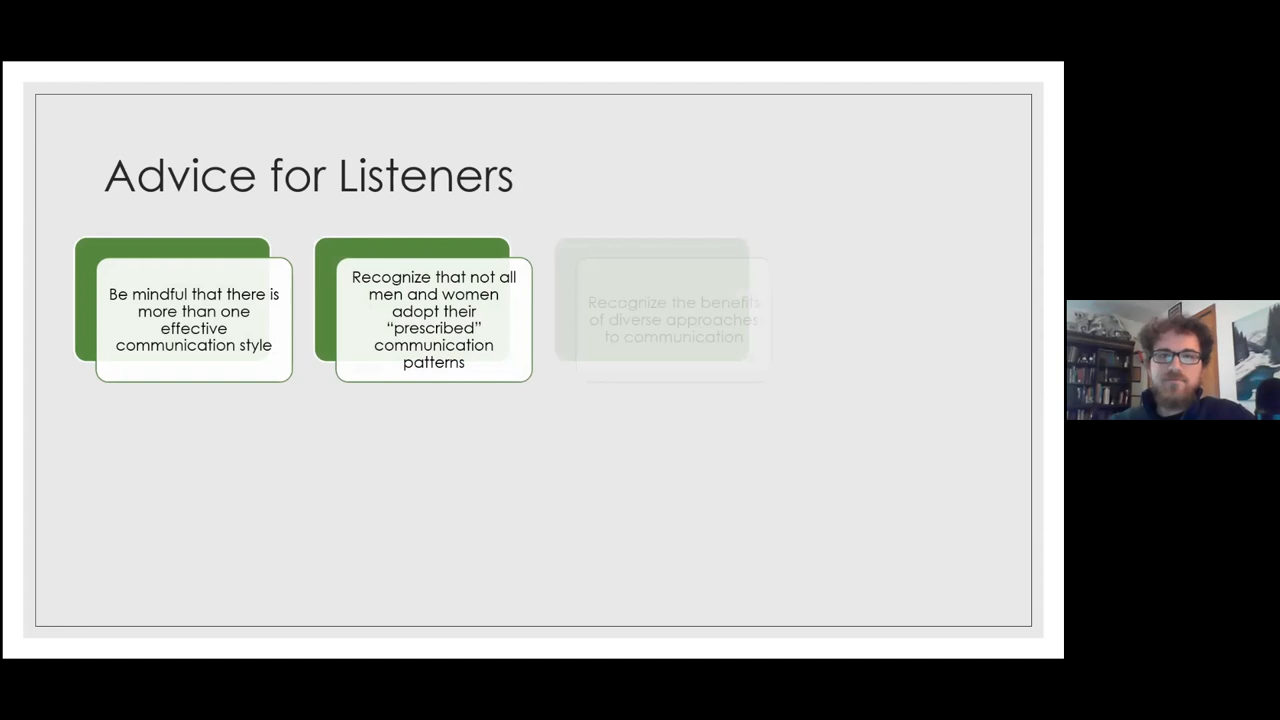 Advice for Listeners
Be mindful that there is
more than one
effective
communication style
Recognize that not all
men and women
adopt their
“prescribed”
communication
patterns
Recognize the benefits
of diverse approaches
to communication